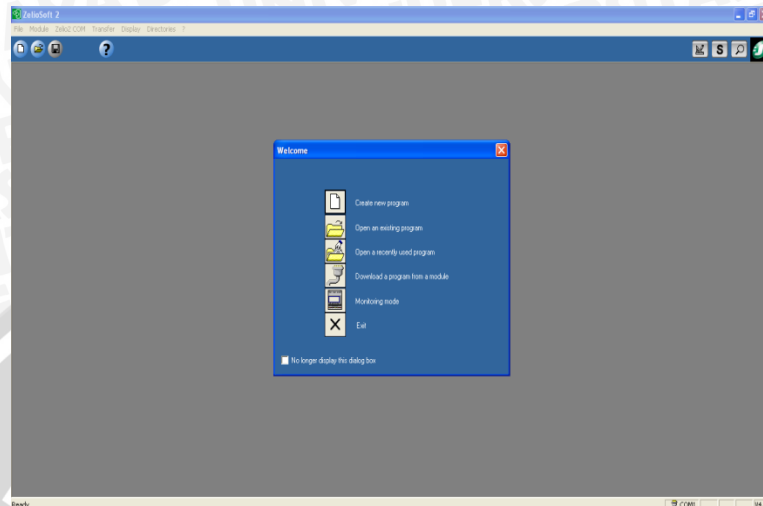 ZelioSoft 2
File Module Zelio2 COM Transfer Display Directories ?
?
S
Welcome
Create new program
Open an existing program
Open a recently used program
Download a program from a module
Monitoring mode
Exit
No longer display this dialog box
Ready
COM1